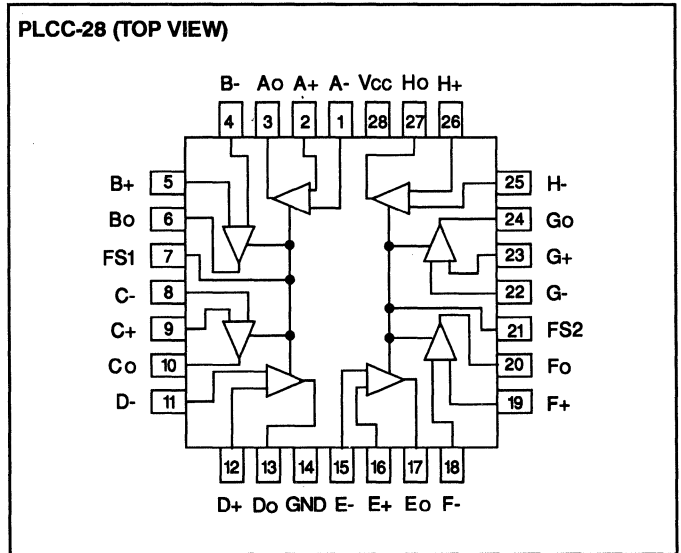 PLCC-28 (TOP VIEW)
B- Ao A+ A- Vcc Ho H+
4 3 2 1 28 27 26
B+ 5 25 H-
Bo 6 24 Go
FS1 7 23 G+
C- 8 22 G-
C+ 9 21 FS2
Co 10 20 Fo
D- 11 19 F+
12 13 14 15 16 17 18
D+ Do GND E- E+ Eo F-